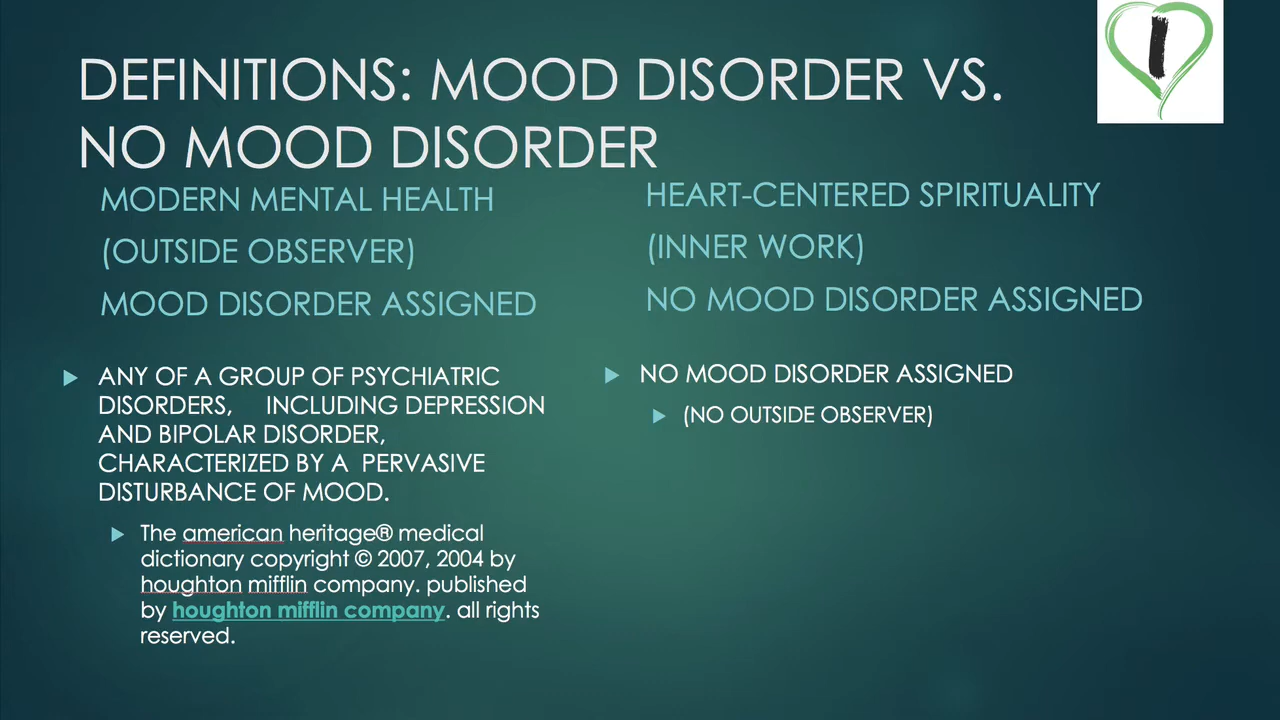 DEFINITIONS: MOOD DISORDER VS.
NO MOOD DISORDER
MODERN MENTAL HEALTH
(OUTSIDE OBSERVER)
MOOD DISORDER ASSIGNED
ANY OF A GROUP OF PSYCHIATRIC
DISORDERS, INCLUDING DEPRESSION
AND BIPOLAR DISORDER,
CHARACTERIZED BY A PERVASIVE
DISTURBANCE OF MOOD.
The american heritage® medical
dictionary copyright © 2007, 2004 by
houghton mifflin company. published
by houghton mifflin company. all rights
reserved.
HEART-CENTERED SPIRITUALITY
(INNER WORK)
NO MOOD DISORDER ASSIGNED
NO MOOD DISORDER ASSIGNED
(NO OUTSIDE OBSERVER)
I